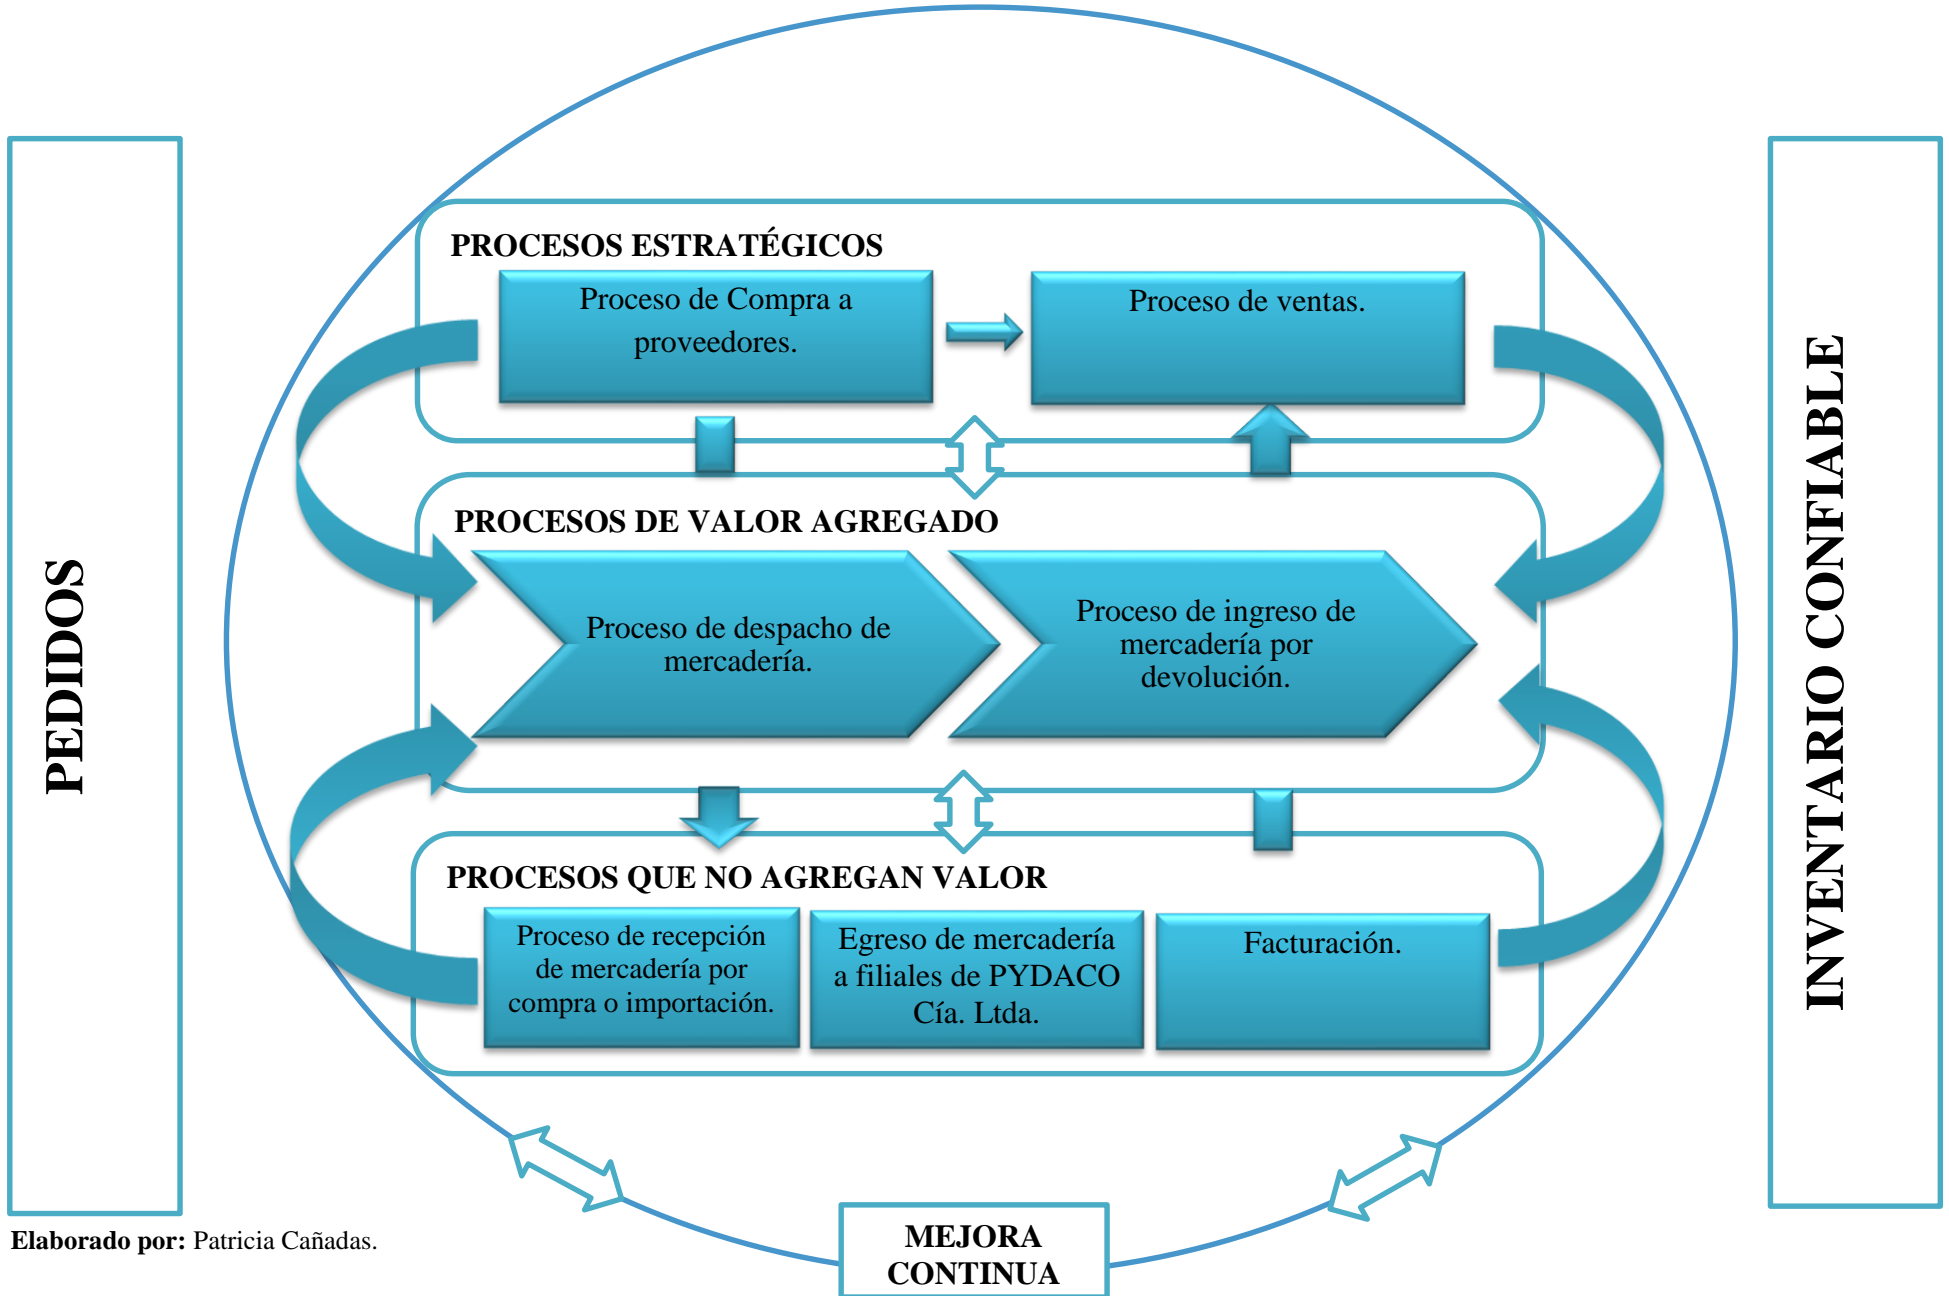 PEDIDOS
PROCESOS ESTRATÉGICOS
Proceso de Compra a
proveedores.
Proceso de ventas.
PROCESOS DE VALOR AGREGADO
Proceso de despacho de
mercadería.
Proceso de ingreso de
mercadería por
devolución.
PROCESOS QUE NO AGREGAN VALOR
Proceso de recepción
de mercadería por
compra o importación.
Egreso de mercadería
a filiales de PYDACO
Cía. Ltda.
Facturación.
INVENTARIO CONFIABLE
MEJORA
CONTINUA
Elaborado por: Patricia Cañadas.